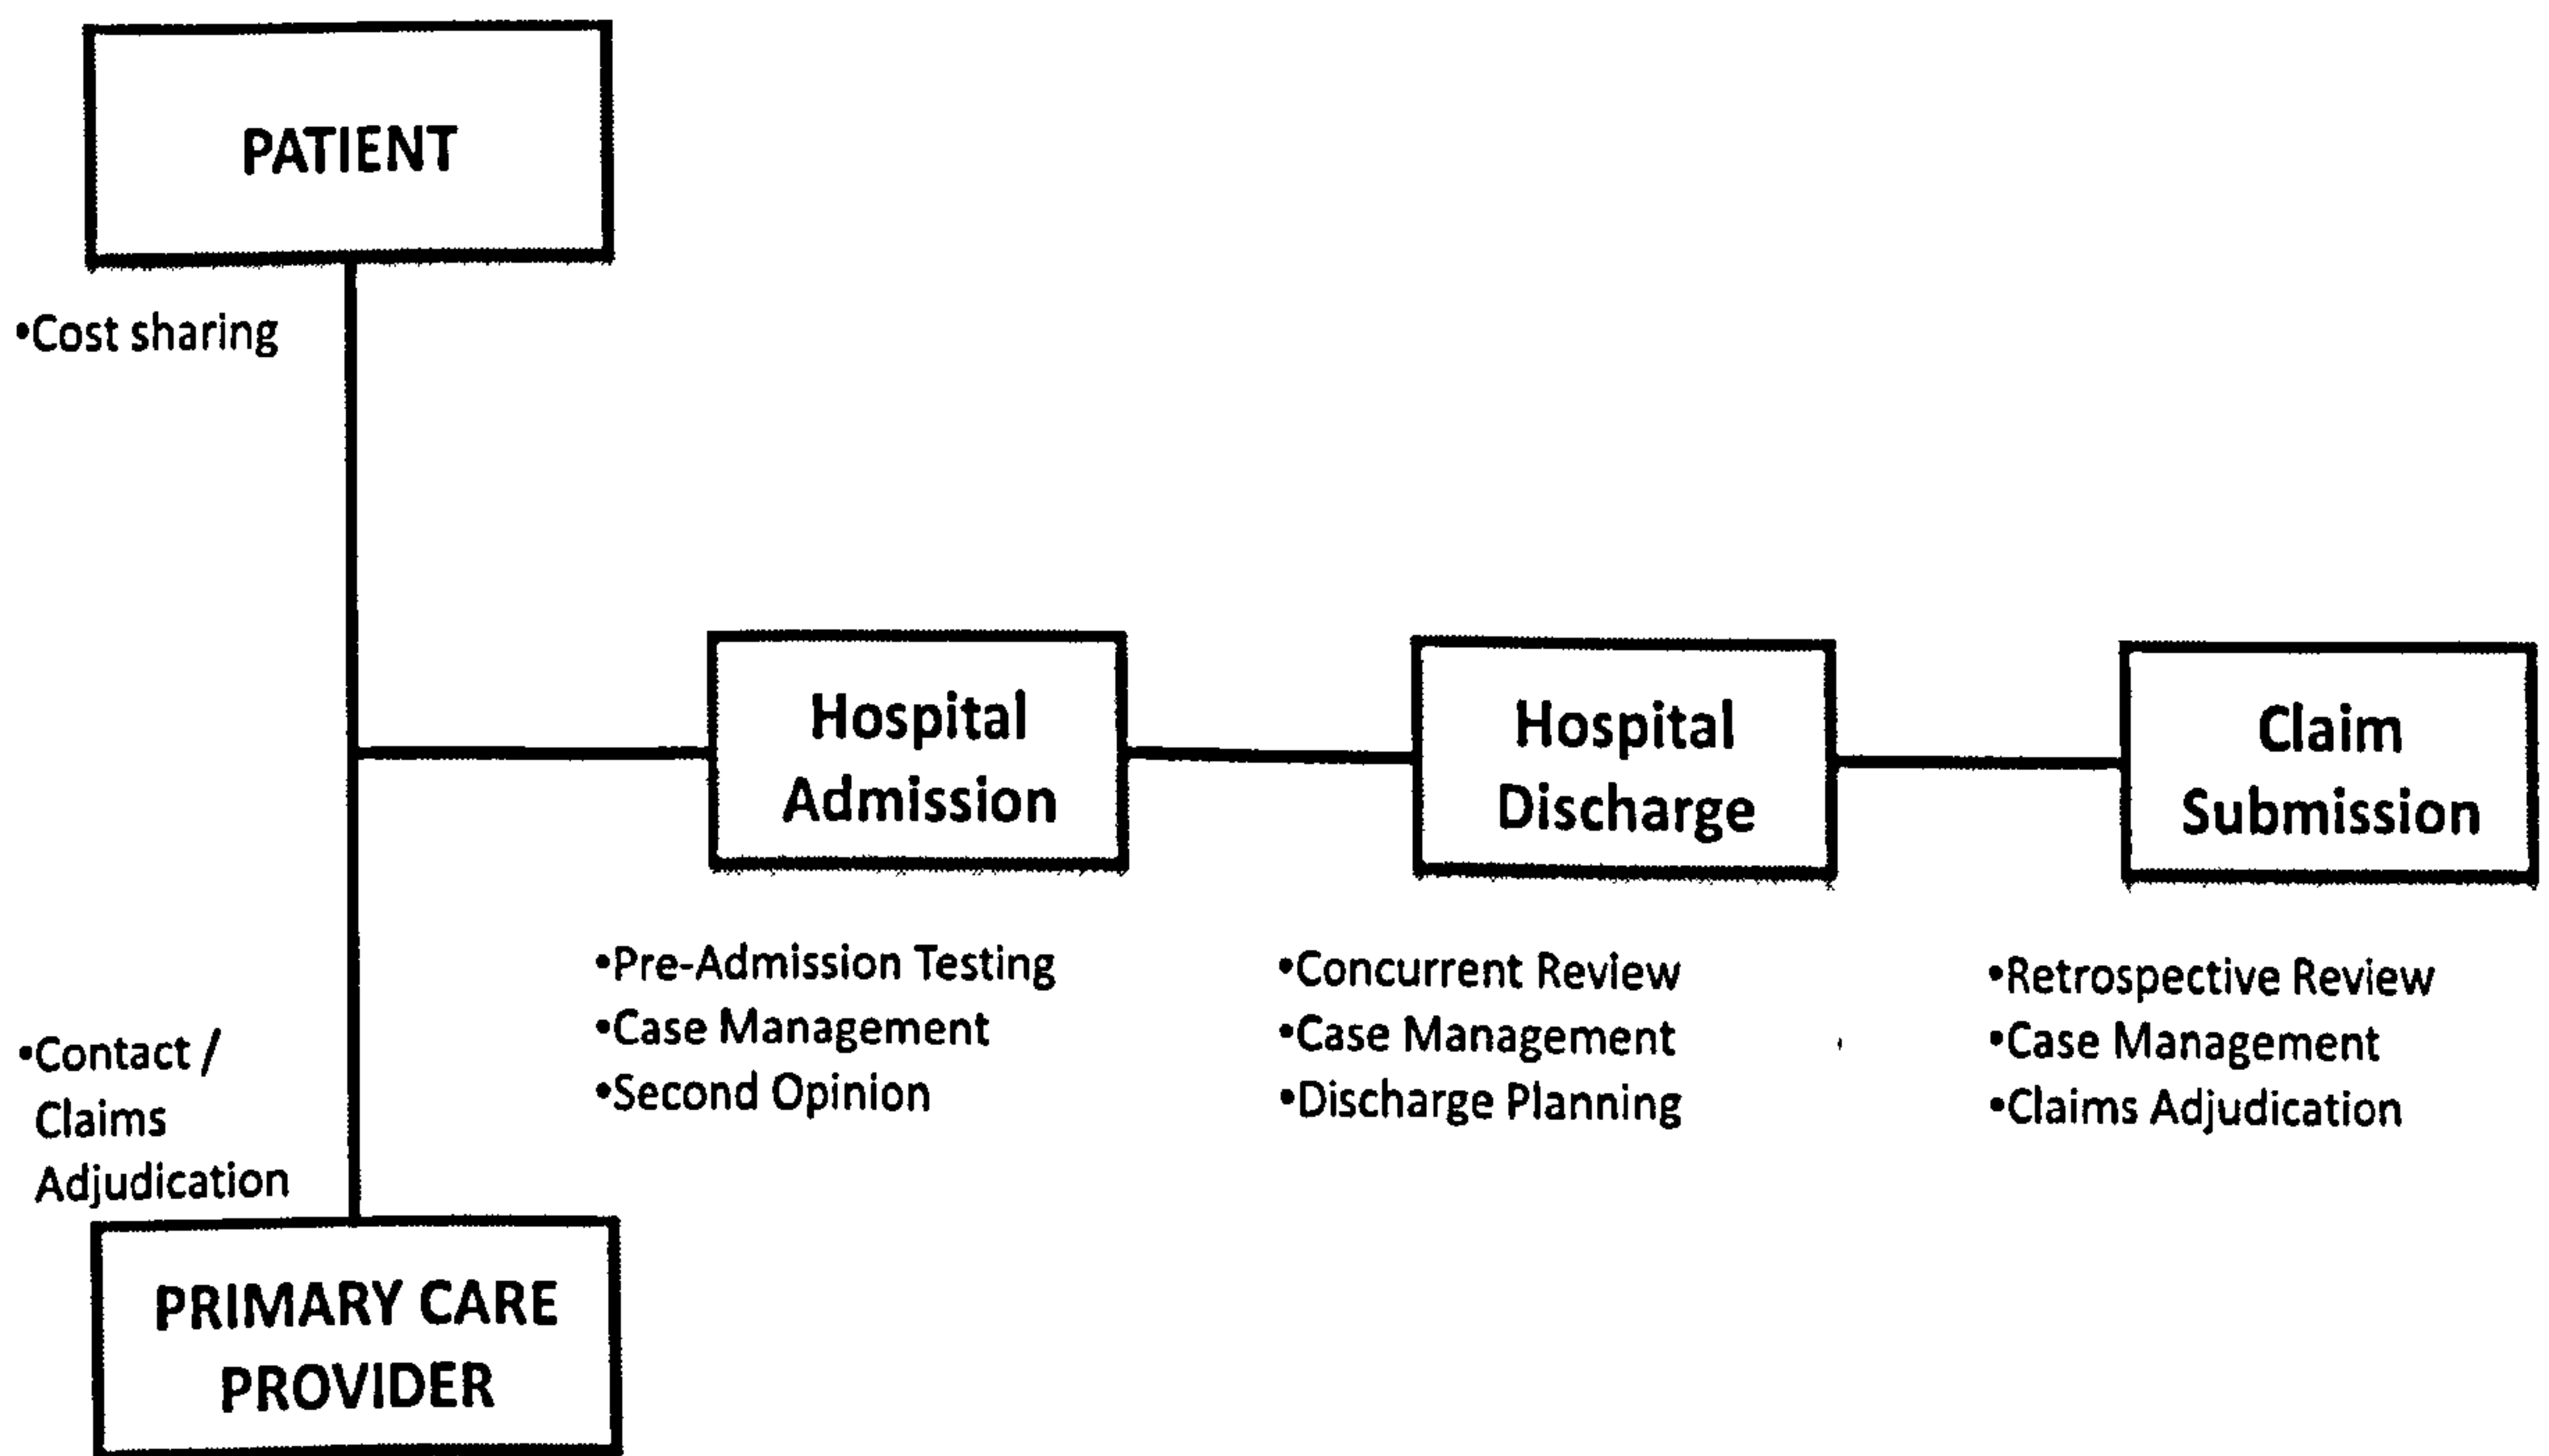 PATIENT
•Cost sharing
Hospital
Admission
Hospital
Discharge
Claim
Submission
•Pre-Admission Testing
•Case Management
•Second Opinion
•Concurrent Review
•Case Management
•Discharge Planning
•Retrospective Review
•Case Management
•Claims Adjudication
•Contact /
Claims
Adjudication
PRIMARY CARE
PROVIDER